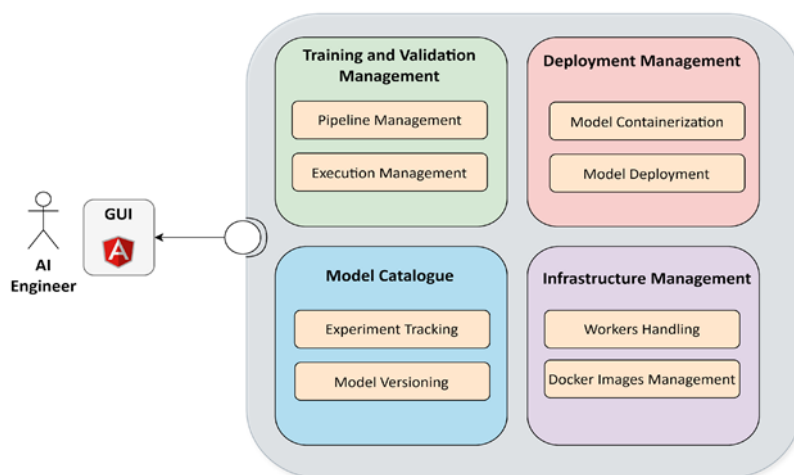 Training and Validation
Management
Pipeline Management
Execution Management
Deployment Management
Model Containerization
Model Deployment
GUI
A
AI
Engineer
Model Catalogue
Experiment Tracking
Model Versioning
Infrastructure Management
Workers Handling
Docker Images Management